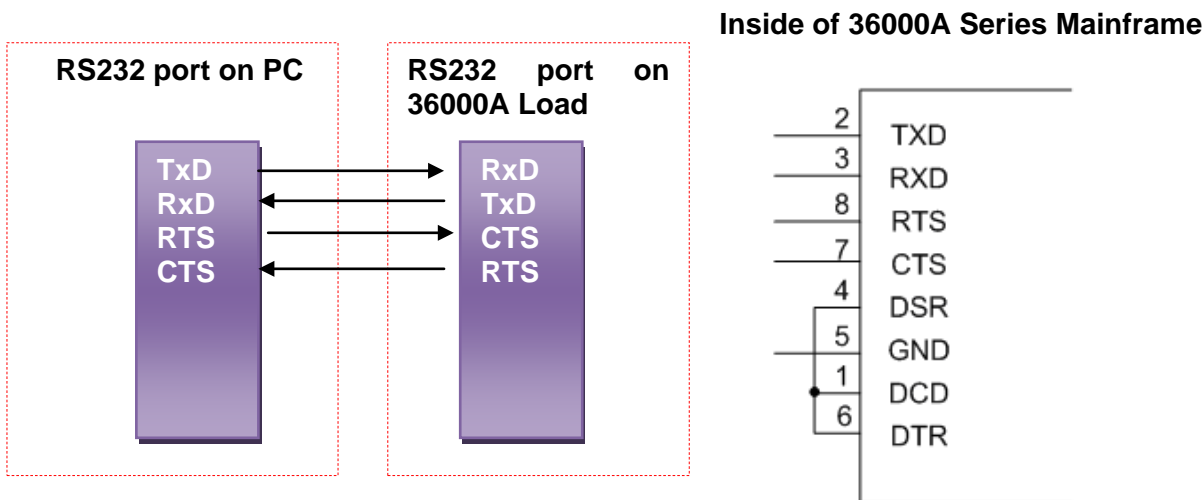 Inside of 36000A Series Mainframe
RS232 port on PC
RS232 port on
36000A Load
TxD
RxD
RTS
CTS
RxD
TxD
CTS
RTS
2 TXD
3 RXD
8 RTS
7 CTS
4 DSR
5 GND
1 DCD
6 DTR